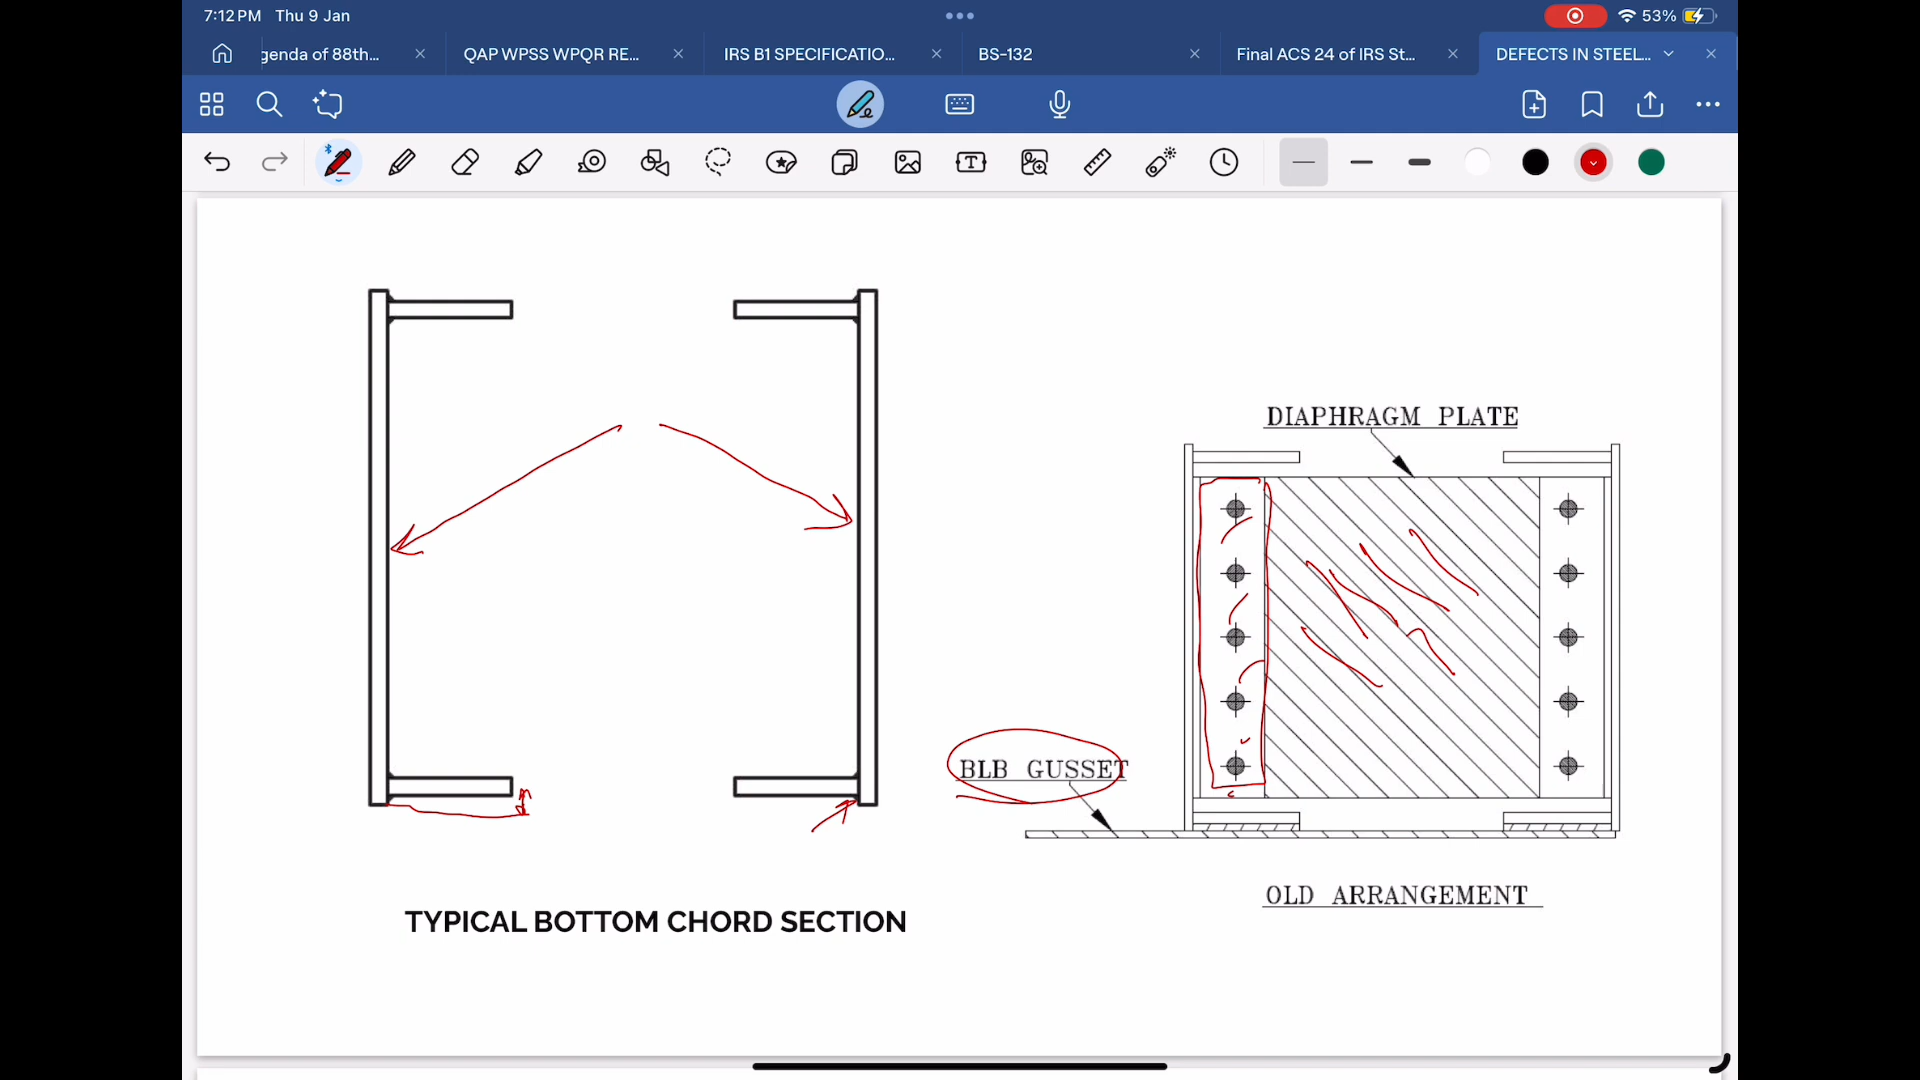 7:12 PM Thu 9 Jan
53%
genda of 88th...
QAP WPSS WPQR RE...
IRS B1 SPECIFICATIO...
BS-132
Final ACS 24 of IRS St...
DEFECTS IN STEEL...
DIAPHRAGM PLATE
BLB GUSSET
OLD ARRANGEMENT
TYPICAL BOTTOM CHORD SECTION